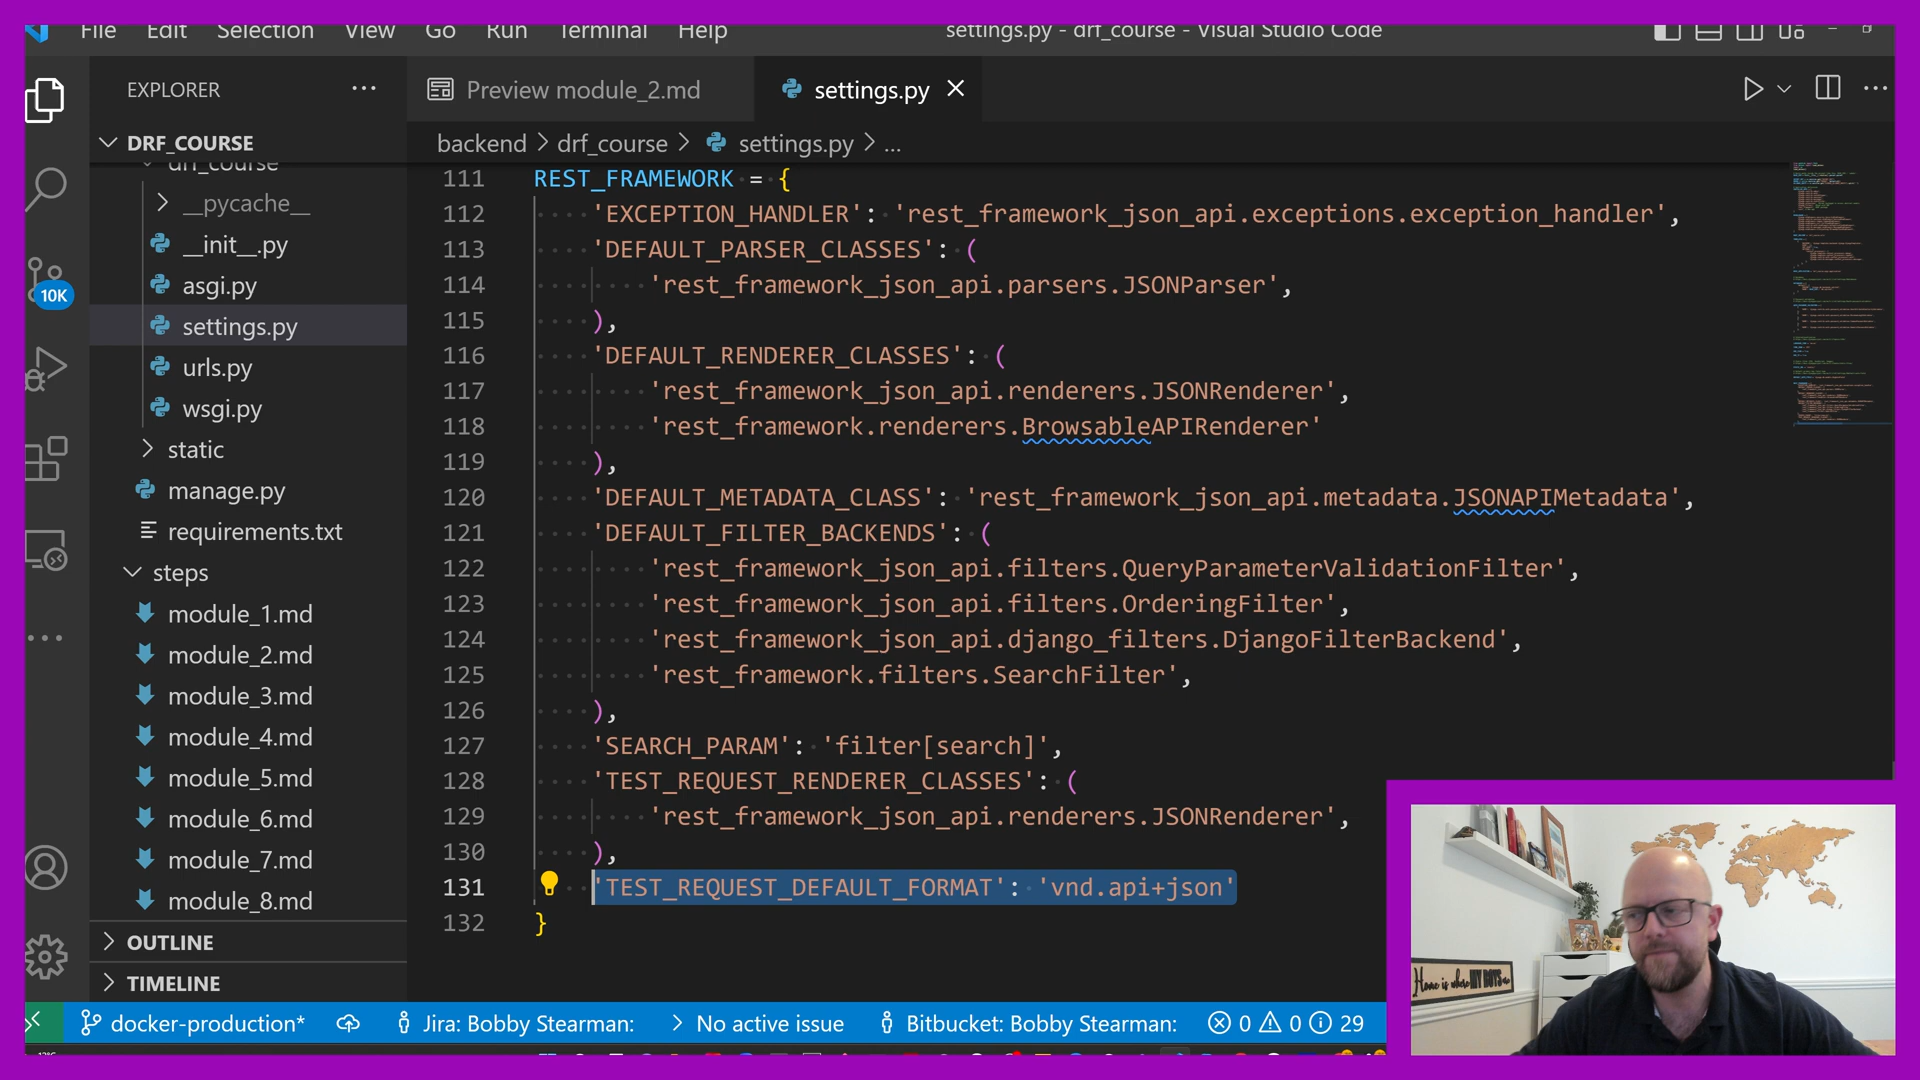 File Edit Selection View Go Run Terminal Help
settings.py - drf_course - Visual Studio Code
EXPLORER
Preview module_2.md
settings.py
DRF_COURSE
backend > drf_course > settings.py > ...
drf_course
__pycache__
__init__.py
asgi.py
settings.py
urls.py
wsgi.py
static
manage.py
requirements.txt
steps
module_1.md
module_2.md
module_3.md
module_4.md
module_5.md
module_6.md
module_7.md
module_8.md
OUTLINE
TIMELINE
10K
111 REST_FRAMEWORK = {
112 'EXCEPTION_HANDLER': 'rest_framework_json_api.exceptions.exception_handler',
113 'DEFAULT_PARSER_CLASSES': (
114 'rest_framework_json_api.parsers.JSONParser',
115 ),
116 'DEFAULT_RENDERER_CLASSES': (
117 'rest_framework_json_api.renderers.JSONRenderer',
118 'rest_framework.renderers.BrowsableAPIRenderer'
119 ),
120 'DEFAULT_METADATA_CLASS': 'rest_framework_json_api.metadata.JSONAPIMetadata',
121 'DEFAULT_FILTER_BACKENDS': (
122 'rest_framework_json_api.filters.QueryParameterValidationFilter',
123 'rest_framework_json_api.filters.OrderingFilter',
124 'rest_framework_json_api.django_filters.DjangoFilterBackend',
125 'rest_framework.filters.SearchFilter',
126 ),
127 'SEARCH_PARAM': 'filter[search]',
128 'TEST_REQUEST_RENDERER_CLASSES': (
129 'rest_framework_json_api.renderers.JSONRenderer',
130 ),
131 'TEST_REQUEST_DEFAULT_FORMAT': 'vnd.api+json'
132 }
Home is where MY BOYS
docker-production* Jira: Bobby Stearman: No active issue Bitbucket: Bobby Stearman: 0 0 29